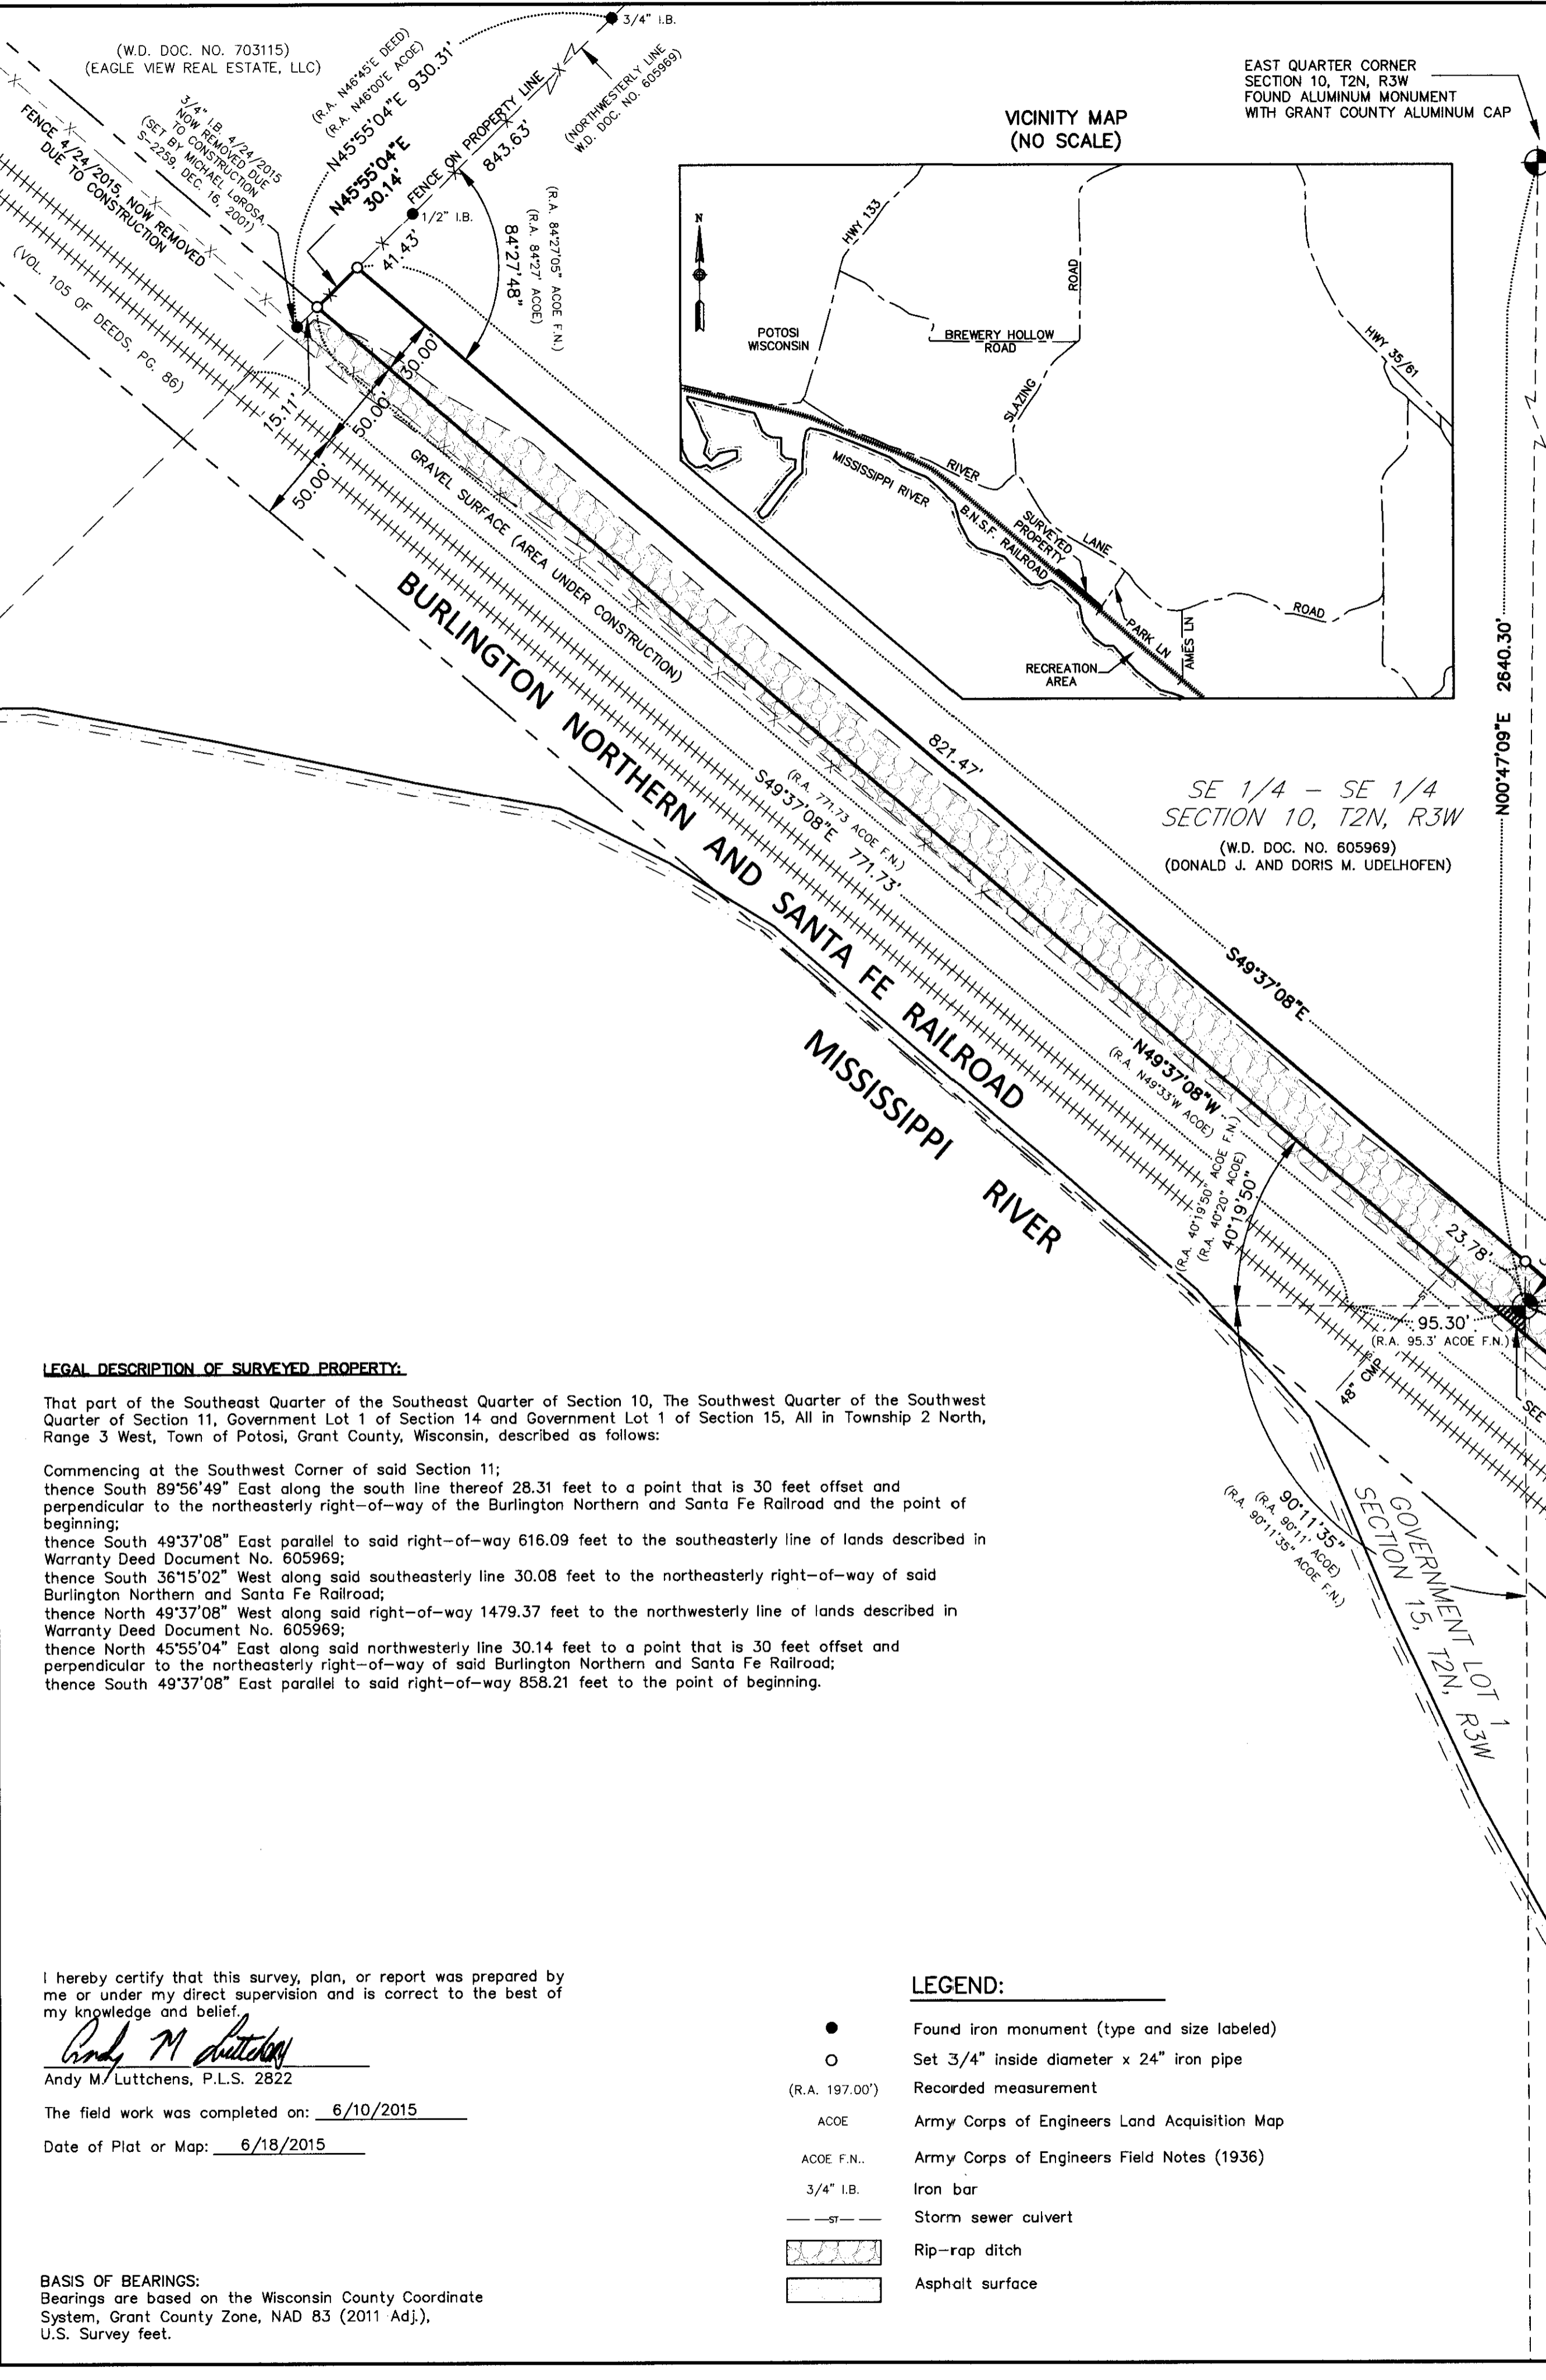 (W.D. DOC. NO. 703115)
(EAGLE VIEW REAL ESTATE, LLC)
3/4" I.B. 4/24/2015
NOW REMOVED DUE
TO CONSTRUCTION
(SET BY MICHAEL LaROSA,
S-2259, DEC. 16, 2001)
FENCE 4/24/2015, NOW REMOVED
DUE TO CONSTRUCTION
(VOL. 105 OF DEEDS, PG. 86)
(R.A. N46°45'E DEED)
(R.A. N46°00'E ACOE)
N45°55'04"E 930.31'
N45°55'04"E
30.14'
FENCE ON PROPERTY LINE
843.63'
3/4" I.B.
(NORTHWESTERLY LINE
W.D. DOC. NO. 605969)
1/2" I.B.
41.43'
(R.A. 84°27'05" ACOE F.N.)
(R.A. 84°27' ACOE)
84°27'48"
15.11'
30.00'
50.00'
50.00'
GRAVEL SURFACE (AREA UNDER CONSTRUCTION)
BURLINGTON NORTHERN AND SANTA FE RAILROAD
MISSISSIPPI RIVER
VICINITY MAP
(NO SCALE)
N
HWY 133
POTOSI
WISCONSIN
BREWERY HOLLOW
ROAD
ROAD
SLAZING
HWY 35/61
RIVER
MISSISSIPPI RIVER
B.N.S.F. RAILROAD
SURVEYED
PROPERTY
LANE
PARK LN
AMES LN
ROAD
RECREATION
AREA
EAST QUARTER CORNER
SECTION 10, T2N, R3W
FOUND ALUMINUM MONUMENT
WITH GRANT COUNTY ALUMINUM CAP
N00°47'09"E 2640.30'
821.47'
(R.A. 771.73 ACOE F.N.)
S49°37'08"E 771.73'
SE 1/4 - SE 1/4
SECTION 10, T2N, R3W
(W.D. DOC. NO. 605969)
(DONALD J. AND DORIS M. UDELHOFEN)
S49°37'08"E
N49°37'08"W
(R.A. N49°33'W ACOE)
(R.A. 40°19'50" ACOE F.N.)
(R.A. 40°20' ACOE)
40°19'50"
23.78'
95.30'
(R.A. 95.3' ACOE F.N.)
48" CMP
SEE
90°11'35"
(R.A. 90°11' ACOE)
(R.A. 90°11'35" ACOE F.N.)
GOVERNMENT LOT 1
SECTION 15, T2N, R3W
LEGAL DESCRIPTION OF SURVEYED PROPERTY:
That part of the Southeast Quarter of the Southeast Quarter of Section 10, The Southwest Quarter of the Southwest
Quarter of Section 11, Government Lot 1 of Section 14 and Government Lot 1 of Section 15, All in Township 2 North,
Range 3 West, Town of Potosi, Grant County, Wisconsin, described as follows:
Commencing at the Southwest Corner of said Section 11;
thence South 89°56'49" East along the south line thereof 28.31 feet to a point that is 30 feet offset and
perpendicular to the northeasterly right-of-way of the Burlington Northern and Santa Fe Railroad and the point of
beginning;
thence South 49°37'08" East parallel to said right-of-way 616.09 feet to the southeasterly line of lands described in
Warranty Deed Document No. 605969;
thence South 36°15'02" West along said southeasterly line 30.08 feet to the northeasterly right-of-way of said
Burlington Northern and Santa Fe Railroad;
thence North 49°37'08" West along said right-of-way 1479.37 feet to the northwesterly line of lands described in
Warranty Deed Document No. 605969;
thence North 45°55'04" East along said northwesterly line 30.14 feet to a point that is 30 feet offset and
perpendicular to the northeasterly right-of-way of said Burlington Northern and Santa Fe Railroad;
thence South 49°37'08" East parallel to said right-of-way 858.21 feet to the point of beginning.
I hereby certify that this survey, plan, or report was prepared by
me or under my direct supervision and is correct to the best of
my knowledge and belief.
Andy M Luttchens
Andy M. Luttchens, P.L.S. 2822
The field work was completed on: 6/10/2015
Date of Plat or Map: 6/18/2015
BASIS OF BEARINGS:
Bearings are based on the Wisconsin County Coordinate
System, Grant County Zone, NAD 83 (2011 Adj.),
U.S. Survey feet.
LEGEND:
Found iron monument (type and size labeled)
Set 3/4" inside diameter x 24" iron pipe
(R.A. 197.00') Recorded measurement
ACOE Army Corps of Engineers Land Acquisition Map
ACOE F.N.. Army Corps of Engineers Field Notes (1936)
3/4" I.B. Iron bar
ST Storm sewer culvert
Rip-rap ditch
Asphalt surface